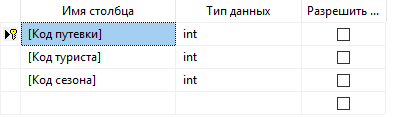 Имя столбца Тип данных Разрешить ...
[Код путевки] int
[Код туриста] int
[Код сезона] int